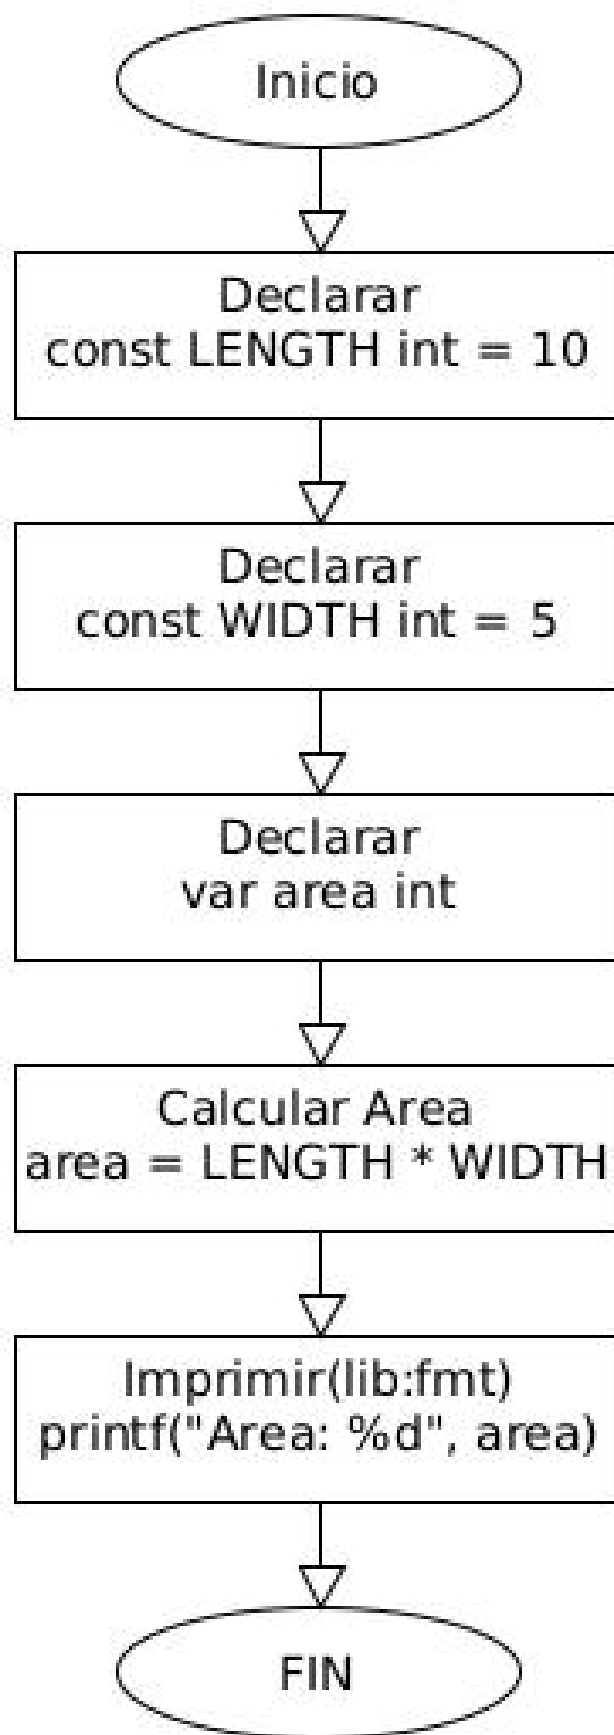 Inicio
Declarar
const LENGTH int = 10
Declarar
const WIDTH int = 5
Declarar
var area int
Calcular Area
area = LENGTH * WIDTH
Imprimir(lib:fmt)
printf("Area: %d", area)
FIN